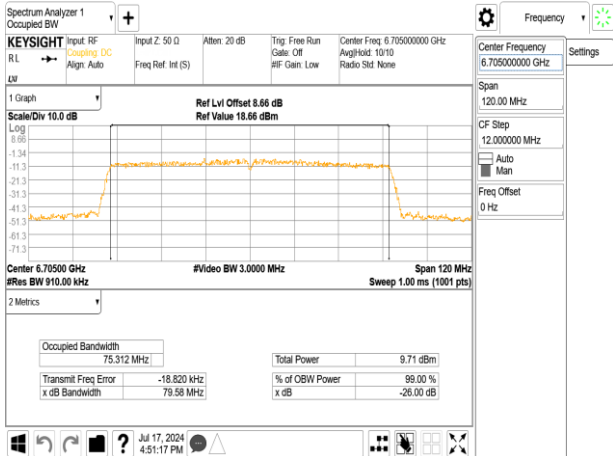 Spectrum Analyzer 1
Occupied BW
Frequency
KEYSIGHT Input: RF Input Z: 50 Ω Atten: 20 dB Trig: Free Run Center Freq: 6.705000000 GHz
RL Coupling: DC Gate: Off Avg|Hold: 10/10
Align: Auto Freq Ref: Int (S) #IF Gain: Low Radio Std: None
LXI
Center Frequency
6.705000000 GHz
Settings
Span
120.00 MHz
CF Step
12.000000 MHz
Auto
Man
Freq Offset
0 Hz
1 Graph
Ref Lvl Offset 8.66 dB
Scale/Div 10.0 dB Ref Value 18.66 dBm
Log
8.66
-1.34
-11.3
-21.3
-31.3
-41.3
-51.3
-61.3
-71.3
Center 6.70500 GHz #Video BW 3.0000 MHz Span 120 MHz
#Res BW 910.00 kHz Sweep 1.00 ms (1001 pts)
2 Metrics
Occupied Bandwidth
75.312 MHz Total Power 9.71 dBm
Transmit Freq Error -18.820 kHz % of OBW Power 99.00 %
x dB Bandwidth 79.58 MHz x dB -26.00 dB
? Jul 17, 2024
4:51:17 PM